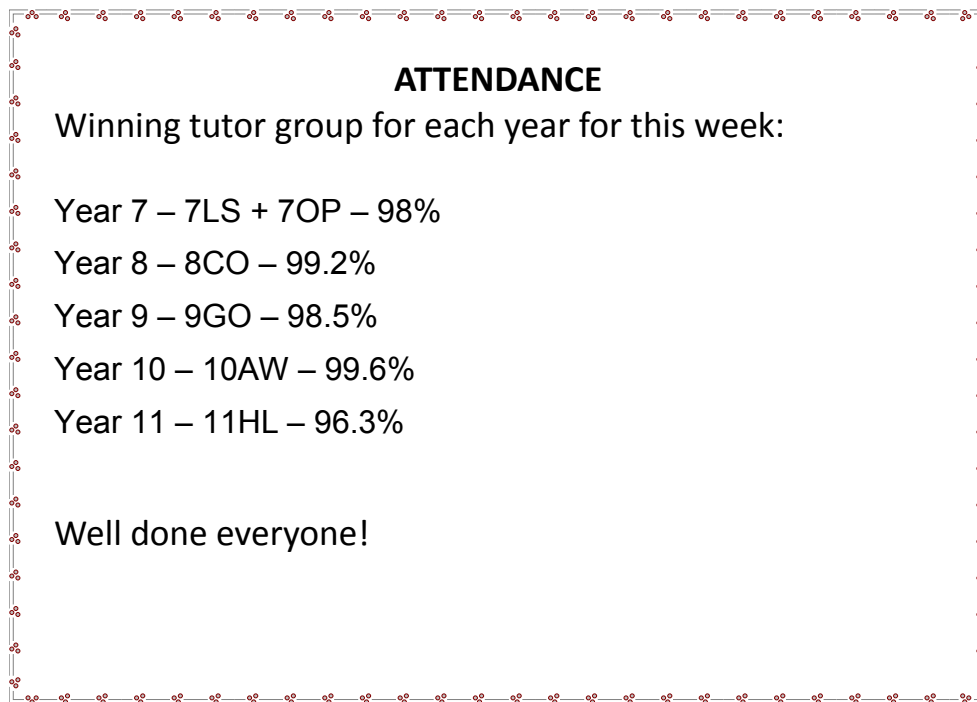 ATTENDANCE
Winning tutor group for each year for this week:
Year 7 – 7LS + 7OP – 98%
Year 8 – 8CO – 99.2%
Year 9 – 9GO – 98.5%
Year 10 – 10AW – 99.6%
Year 11 – 11HL – 96.3%
Well done everyone!